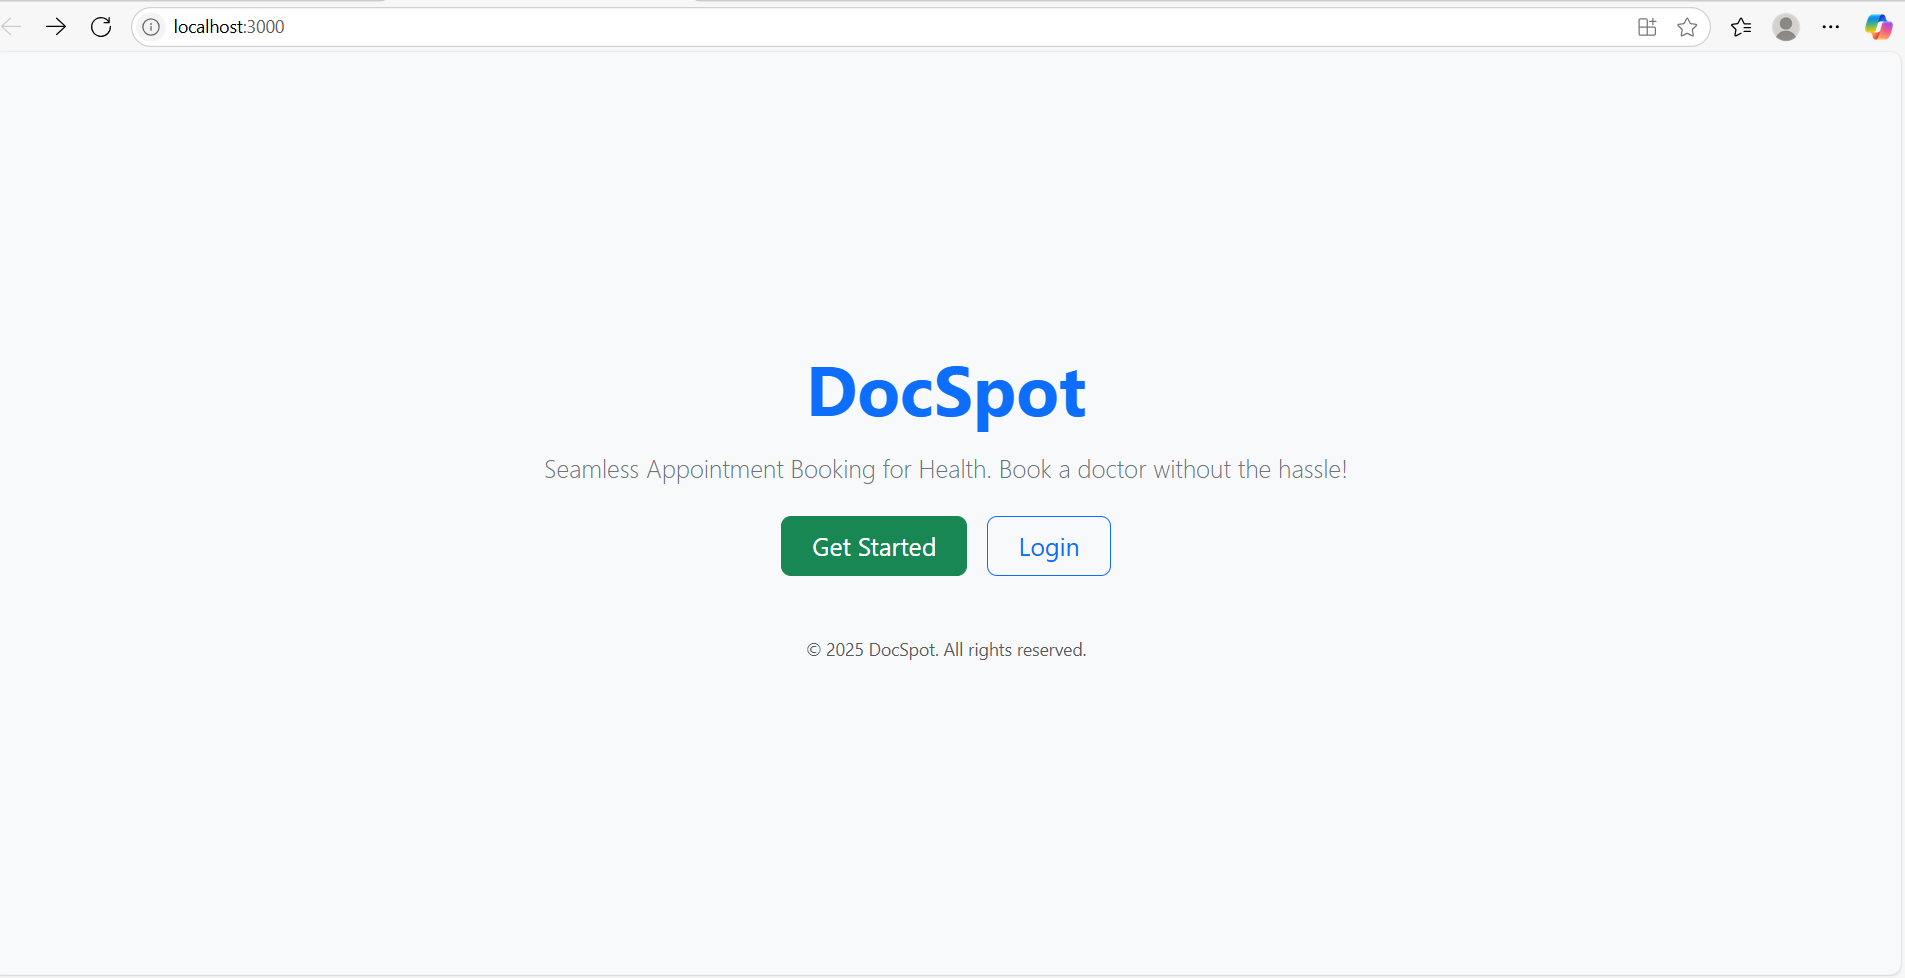 localhost:3000
DocSpot
Seamless Appointment Booking for Health. Book a doctor without the hassle!
Get Started
Login
© 2025 DocSpot. All rights reserved.